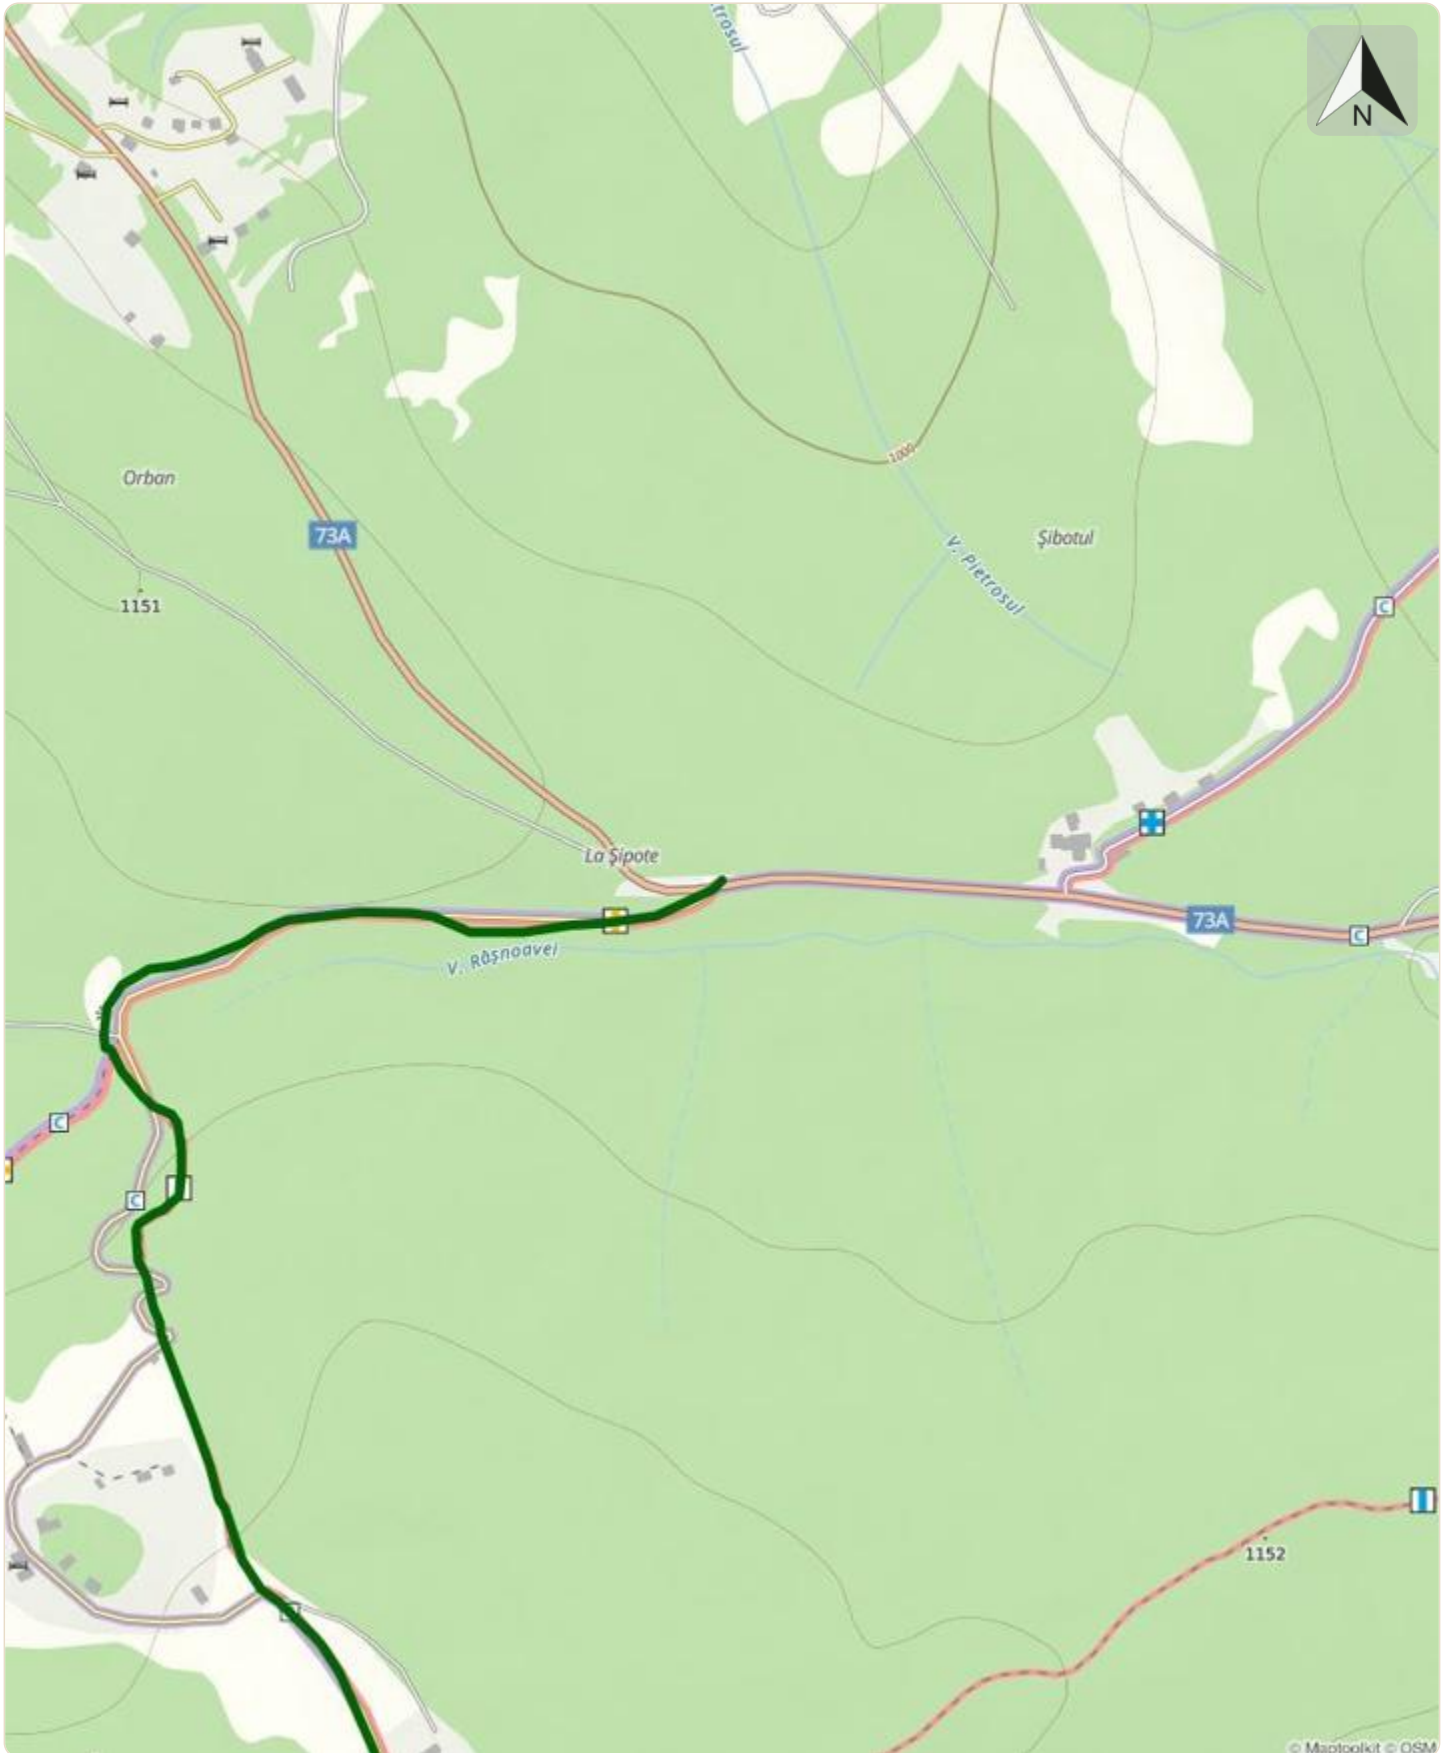 trosul
N
1000
Orban
73A
V. Pietrosul
Șibotul
C
1151
La Șipote
73A
C
V. Râșnoavei
C
C
1152
© Maptoolkit © OSM